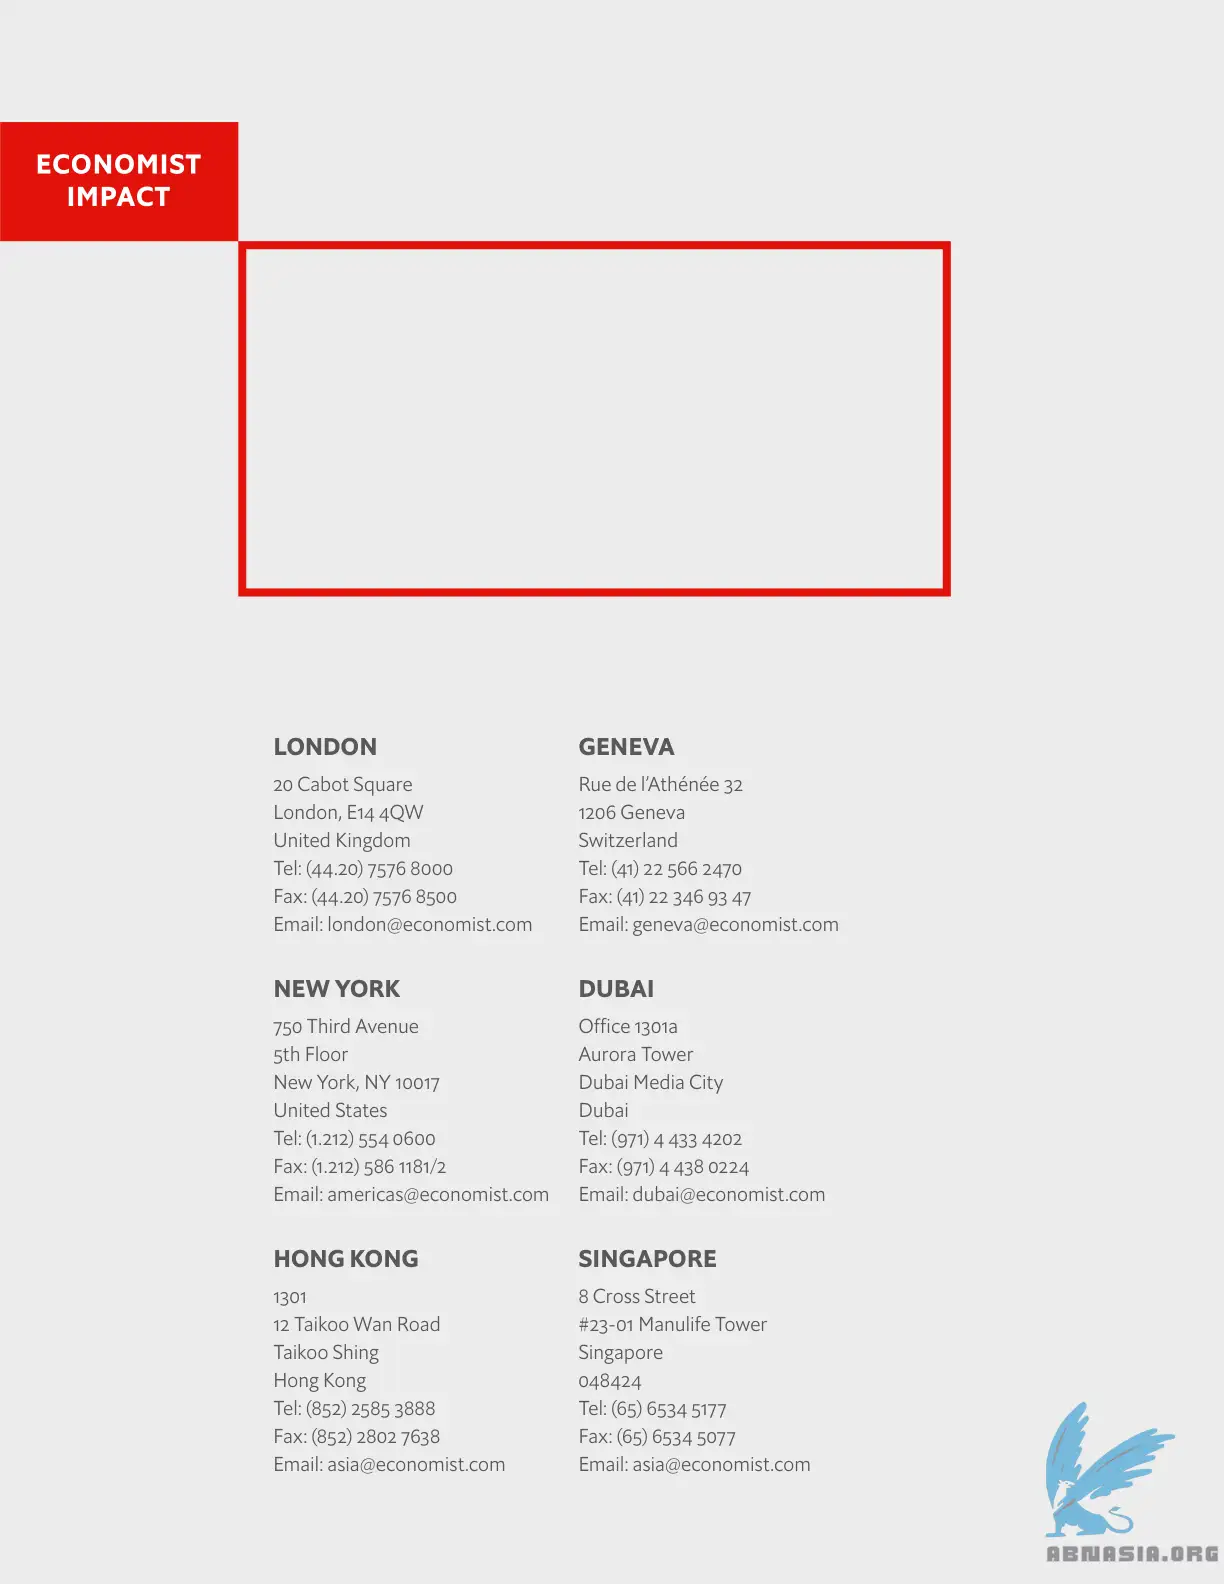 ECONOMIST
IMPACT
LONDON
20 Cabot Square
London, E14 4QW
United Kingdom
Tel: (44.20) 7576 8000
Fax: (44.20) 7576 8500
Email: london@economist.com
GENEVA
Rue de l’Athénée 32
1206 Geneva
Switzerland
Tel: (41) 22 566 2470
Fax: (41) 22 346 93 47
Email: geneva@economist.com
NEW YORK
750 Third Avenue
5th Floor
New York, NY 10017
United States
Tel: (1.212) 554 0600
Fax: (1.212) 586 1181/2
Email: americas@economist.com
DUBAI
Office 1301a
Aurora Tower
Dubai Media City
Dubai
Tel: (971) 4 433 4202
Fax: (971) 4 438 0224
Email: dubai@economist.com
HONG KONG
1301
12 Taikoo Wan Road
Taikoo Shing
Hong Kong
Tel: (852) 2585 3888
Fax: (852) 2802 7638
Email: asia@economist.com
SINGAPORE
8 Cross Street
#23-01 Manulife Tower
Singapore
048424
Tel: (65) 6534 5177
Fax: (65) 6534 5077
Email: asia@economist.com
ABNASIA.ORG